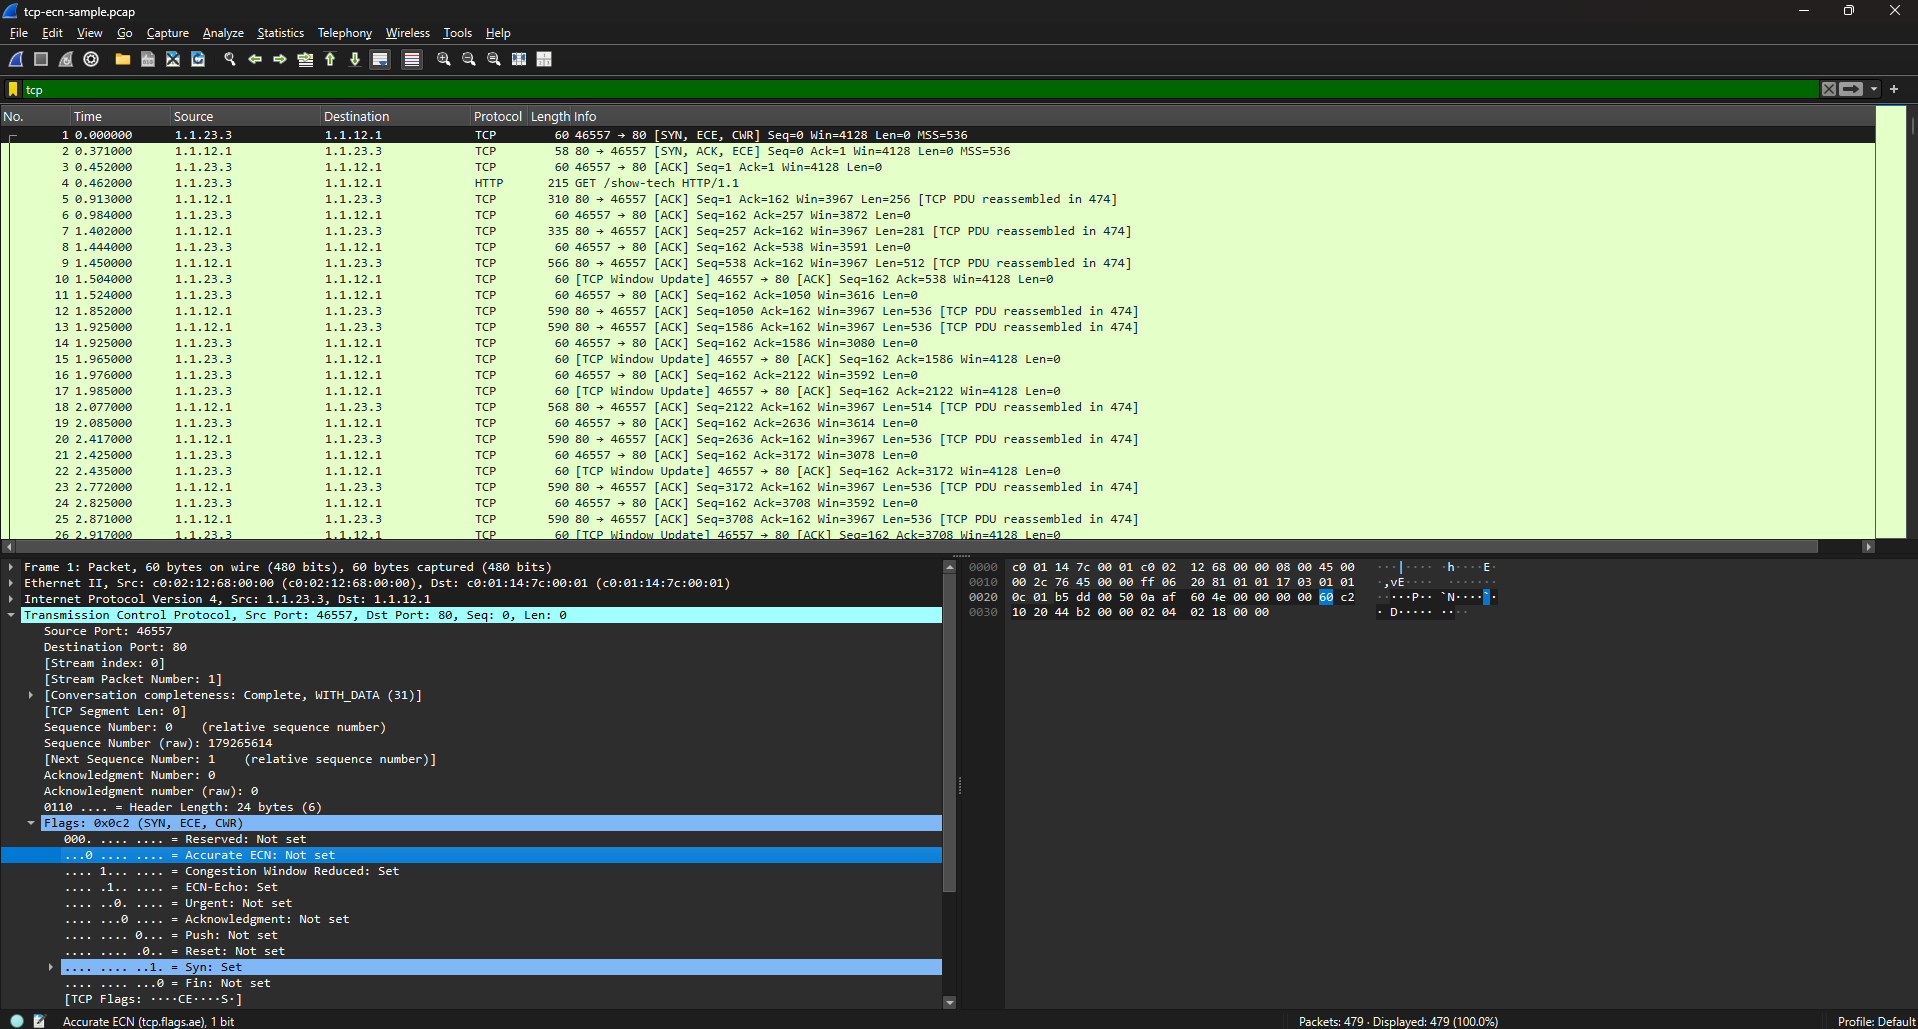 tcp-ecn-sample.pcap
File Edit View Go Capture Analyze Statistics Telephony Wireless Tools Help
tcp
No. Time Source Destination Protocol Length Info
1 0.000000 1.1.23.3 1.1.12.1 TCP 60 46557 → 80 [SYN, ECE, CWR] Seq=0 Win=4128 Len=0 MSS=536
2 0.371000 1.1.12.1 1.1.23.3 TCP 58 80 → 46557 [SYN, ACK, ECE] Seq=0 Ack=1 Win=4128 Len=0 MSS=536
3 0.452000 1.1.23.3 1.1.12.1 TCP 60 46557 → 80 [ACK] Seq=1 Ack=1 Win=4128 Len=0
4 0.462000 1.1.23.3 1.1.12.1 HTTP 215 GET /show-tech HTTP/1.1
5 0.913000 1.1.12.1 1.1.23.3 TCP 310 80 → 46557 [ACK] Seq=1 Ack=162 Win=3967 Len=256 [TCP PDU reassembled in 474]
6 0.984000 1.1.23.3 1.1.12.1 TCP 60 46557 → 80 [ACK] Seq=162 Ack=257 Win=3872 Len=0
7 1.402000 1.1.12.1 1.1.23.3 TCP 335 80 → 46557 [ACK] Seq=257 Ack=162 Win=3967 Len=281 [TCP PDU reassembled in 474]
8 1.444000 1.1.23.3 1.1.12.1 TCP 60 46557 → 80 [ACK] Seq=162 Ack=538 Win=3591 Len=0
9 1.450000 1.1.12.1 1.1.23.3 TCP 566 80 → 46557 [ACK] Seq=538 Ack=162 Win=3967 Len=512 [TCP PDU reassembled in 474]
10 1.504000 1.1.23.3 1.1.12.1 TCP 60 [TCP Window Update] 46557 → 80 [ACK] Seq=162 Ack=538 Win=4128 Len=0
11 1.524000 1.1.23.3 1.1.12.1 TCP 60 46557 → 80 [ACK] Seq=162 Ack=1050 Win=3616 Len=0
12 1.852000 1.1.12.1 1.1.23.3 TCP 590 80 → 46557 [ACK] Seq=1050 Ack=162 Win=3967 Len=536 [TCP PDU reassembled in 474]
13 1.925000 1.1.12.1 1.1.23.3 TCP 590 80 → 46557 [ACK] Seq=1586 Ack=162 Win=3967 Len=536 [TCP PDU reassembled in 474]
14 1.925000 1.1.23.3 1.1.12.1 TCP 60 46557 → 80 [ACK] Seq=162 Ack=1586 Win=3080 Len=0
15 1.965000 1.1.23.3 1.1.12.1 TCP 60 [TCP Window Update] 46557 → 80 [ACK] Seq=162 Ack=1586 Win=4128 Len=0
16 1.976000 1.1.23.3 1.1.12.1 TCP 60 46557 → 80 [ACK] Seq=162 Ack=2122 Win=3592 Len=0
17 1.985000 1.1.23.3 1.1.12.1 TCP 60 [TCP Window Update] 46557 → 80 [ACK] Seq=162 Ack=2122 Win=4128 Len=0
18 2.077000 1.1.12.1 1.1.23.3 TCP 568 80 → 46557 [ACK] Seq=2122 Ack=162 Win=3967 Len=514 [TCP PDU reassembled in 474]
19 2.085000 1.1.23.3 1.1.12.1 TCP 60 46557 → 80 [ACK] Seq=162 Ack=2636 Win=3614 Len=0
20 2.417000 1.1.12.1 1.1.23.3 TCP 590 80 → 46557 [ACK] Seq=2636 Ack=162 Win=3967 Len=536 [TCP PDU reassembled in 474]
21 2.425000 1.1.23.3 1.1.12.1 TCP 60 46557 → 80 [ACK] Seq=162 Ack=3172 Win=3078 Len=0
22 2.435000 1.1.23.3 1.1.12.1 TCP 60 [TCP Window Update] 46557 → 80 [ACK] Seq=162 Ack=3172 Win=4128 Len=0
23 2.772000 1.1.12.1 1.1.23.3 TCP 590 80 → 46557 [ACK] Seq=3172 Ack=162 Win=3967 Len=536 [TCP PDU reassembled in 474]
24 2.825000 1.1.23.3 1.1.12.1 TCP 60 46557 → 80 [ACK] Seq=162 Ack=3708 Win=3592 Len=0
25 2.871000 1.1.12.1 1.1.23.3 TCP 590 80 → 46557 [ACK] Seq=3708 Ack=162 Win=3967 Len=536 [TCP PDU reassembled in 474]
26 2.917000 1.1.23.3 1.1.12.1 TCP 60 [TCP Window Update] 46557 → 80 [ACK] Seq=162 Ack=3708 Win=4128 Len=0
Frame 1: Packet, 60 bytes on wire (480 bits), 60 bytes captured (480 bits)
Ethernet II, Src: c0:02:12:68:00:00 (c0:02:12:68:00:00), Dst: c0:01:14:7c:00:01 (c0:01:14:7c:00:01)
Internet Protocol Version 4, Src: 1.1.23.3, Dst: 1.1.12.1
Transmission Control Protocol, Src Port: 46557, Dst Port: 80, Seq: 0, Len: 0
Source Port: 46557
Destination Port: 80
[Stream index: 0]
[Stream Packet Number: 1]
[Conversation completeness: Complete, WITH_DATA (31)]
[TCP Segment Len: 0]
Sequence Number: 0 (relative sequence number)
Sequence Number (raw): 179265614
[Next Sequence Number: 1 (relative sequence number)]
Acknowledgment Number: 0
Acknowledgment number (raw): 0
0110 .... = Header Length: 24 bytes (6)
Flags: 0x0c2 (SYN, ECE, CWR)
000. .... .... = Reserved: Not set
...0 .... .... = Accurate ECN: Not set
.... 1... .... = Congestion Window Reduced: Set
.... .1.. .... = ECN-Echo: Set
.... ..0. .... = Urgent: Not set
.... ...0 .... = Acknowledgment: Not set
.... .... 0... = Push: Not set
.... .... .0.. = Reset: Not set
.... .... ..1. = Syn: Set
.... .... ...0 = Fin: Not set
[TCP Flags: ····CE····S·]
0000 c0 01 14 7c 00 01 c0 02 12 68 00 00 08 00 45 00 ···|···· ·h····E·
0010 00 2c 76 45 00 00 ff 06 20 81 01 01 17 03 01 01 ·,vE···· ·······
0020 0c 01 b5 dd 00 50 0a af 60 4e 00 00 00 00 60 c2 ·····P·· `N····`·
0030 10 20 44 b2 00 00 02 04 02 18 00 00 · D····· ····
Accurate ECN (tcp.flags.ae), 1 bit
Packets: 479 · Displayed: 479 (100.0%)
Profile: Default